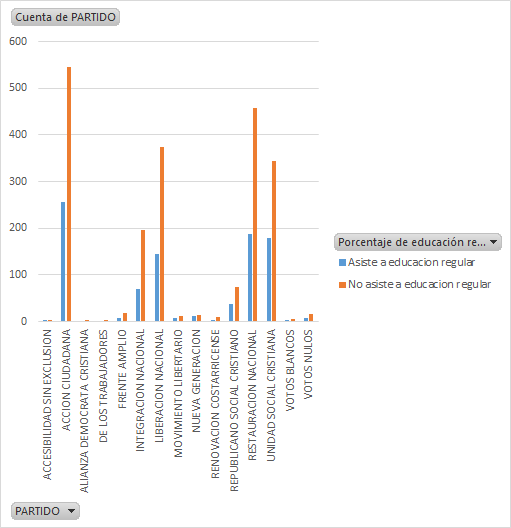 Cuenta de PARTIDO
600
500
400
300
200
100
0
ACCESIBILIDAD SIN EXCLUSION
ACCION CIUDADANA
ALIANZA DEMOCRATA CRISTIANA
DE LOS TRABAJADORES
FRENTE AMPLIO
INTEGRACION NACIONAL
LIBERACION NACIONAL
MOVIMIENTO LIBERTARIO
NUEVA GENERACION
RENOVACION COSTARRICENSE
REPUBLICANO SOCIAL CRISTIANO
RESTAURACION NACIONAL
UNIDAD SOCIAL CRISTIANA
VOTOS BLANCOS
VOTOS NULOS
Porcentaje de educación re...
Asiste a educacion regular
No asiste a educacion regular
PARTIDO